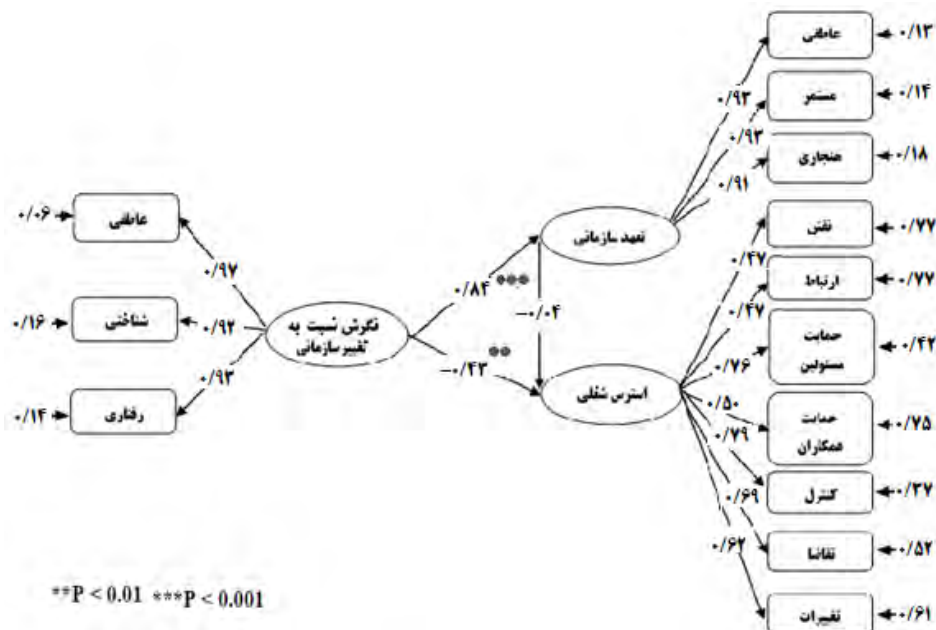 عاطفی
۰/۱۳
مستمر
۰/۱۴
هنجاری
۰/۱۸
۰/۹۳
۰/۹۳
۰/۹۱
عاطفی
۰/۰۶
شناختی
۰/۱۶
رفتاری
۰/۱۴
۰/۹۷
۰/۹۲
۰/۹۳
نگرش نسبت به
تغییر سازمانی
تعهد سازمانی
۰/۸۴ ***
−۰/۰۴
**
−۰/۴۳
استرس شغلی
نقش
۰/۷۷
ارتباط
۰/۷۷
حمایت
مسئولین
۰/۴۲
حمایت
همکاران
۰/۷۵
کنترل
۰/۳۷
تقاضا
۰/۵۲
تغییرات
۰/۶۱
۰/۴۷
۰/۴۷
۰/۷۶
۰/۵۰
۰/۷۹
۰/۶۹
۰/۶۲
**P < 0.01 ***P < 0.001